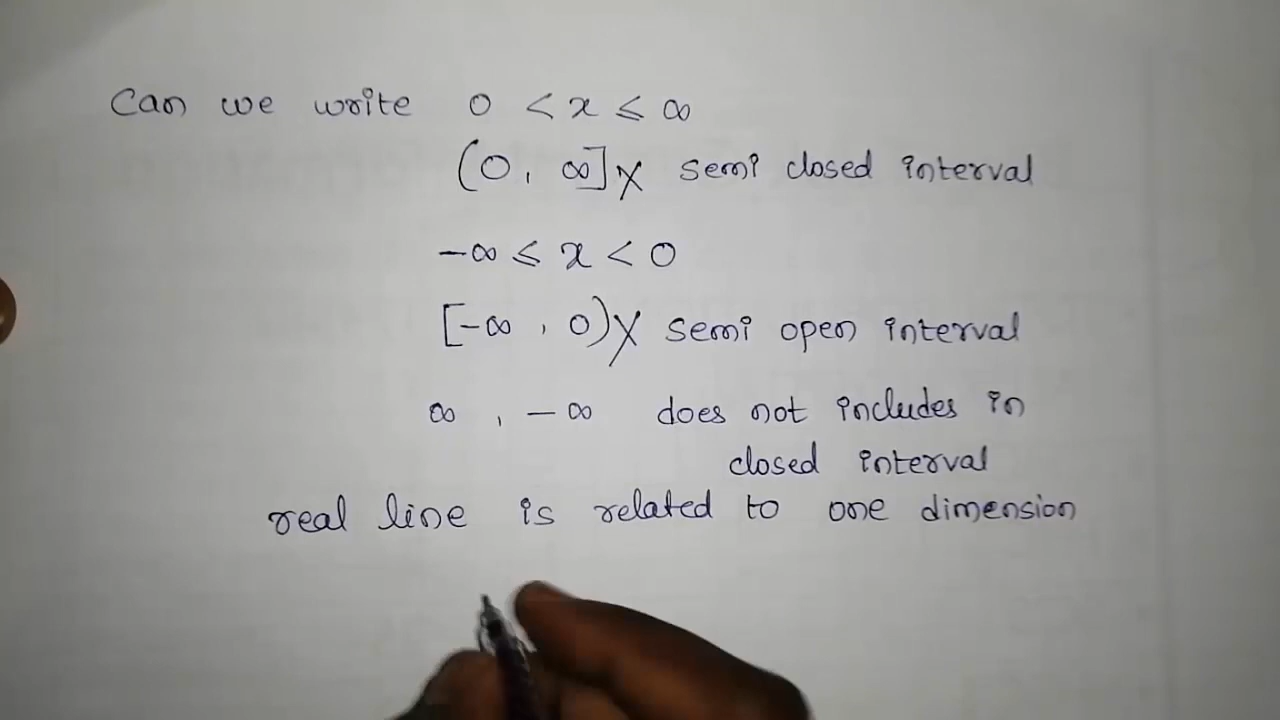 Can we write 0 < x ≤ ∞
(0, ∞] X semi closed interval
-∞ ≤ x < 0
[-∞, 0) X semi open interval
∞, -∞ does not includes in
closed interval
real line is related to one dimension